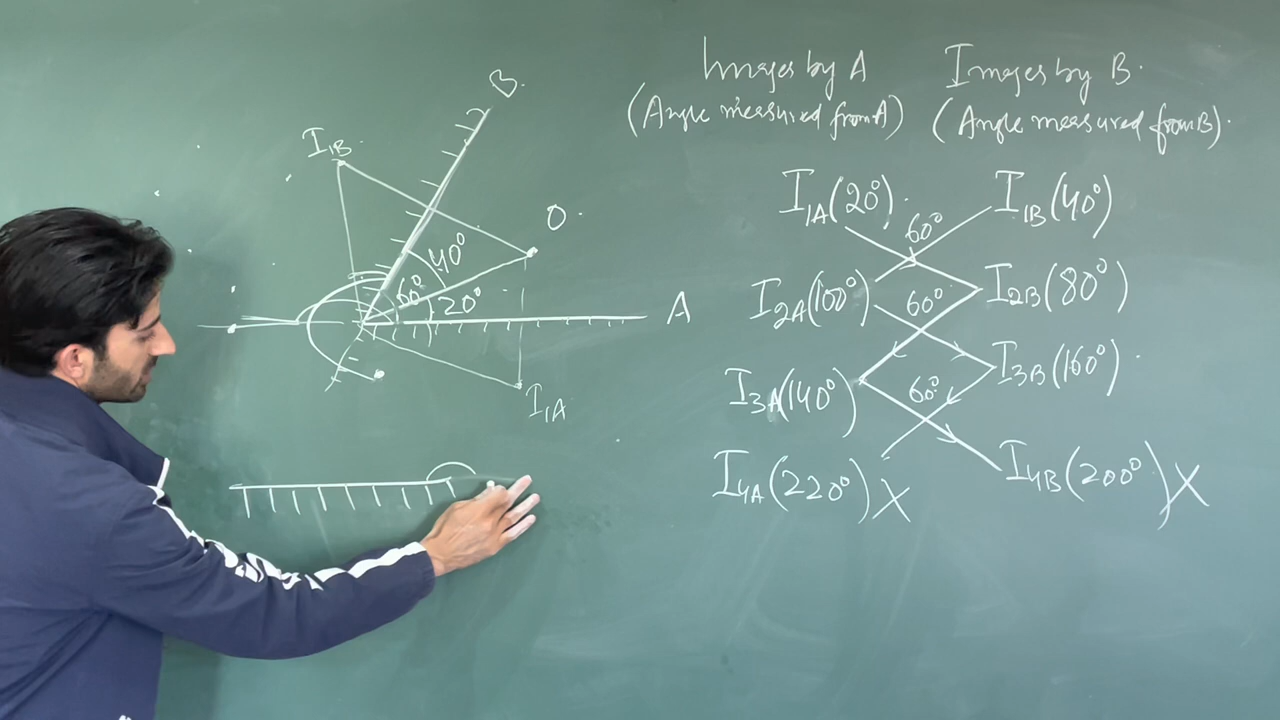 B.
I1B
O.
40°
60°
20°
A
I1A
Images by A
(Angle measured from A)
Images by B.
(Angle measured from B).
I1A(20°).
60°
I1B(40°)
I2A(100°)
60°
I2B(80°)
I3A(140°)
60°
I3B(160°).
I4A(220°) X
I4B(200°) X